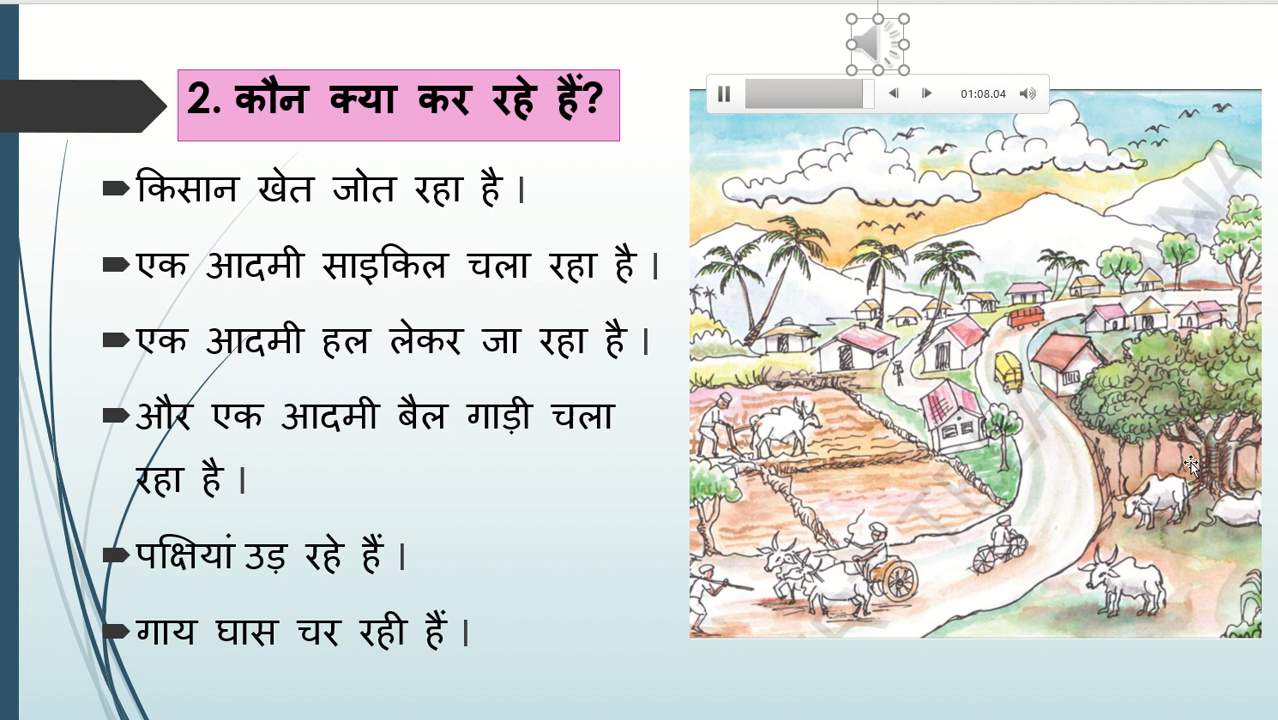 2. कौन क्या कर रहे हैं?
01:08.04
किसान खेत जोत रहा है ।
एक आदमी साइकिल चला रहा है ।
एक आदमी हल लेकर जा रहा है ।
और एक आदमी बैल गाड़ी चला
रहा है ।
पक्षियां उड़ रहे हैं ।
गाय घास चर रही हैं ।